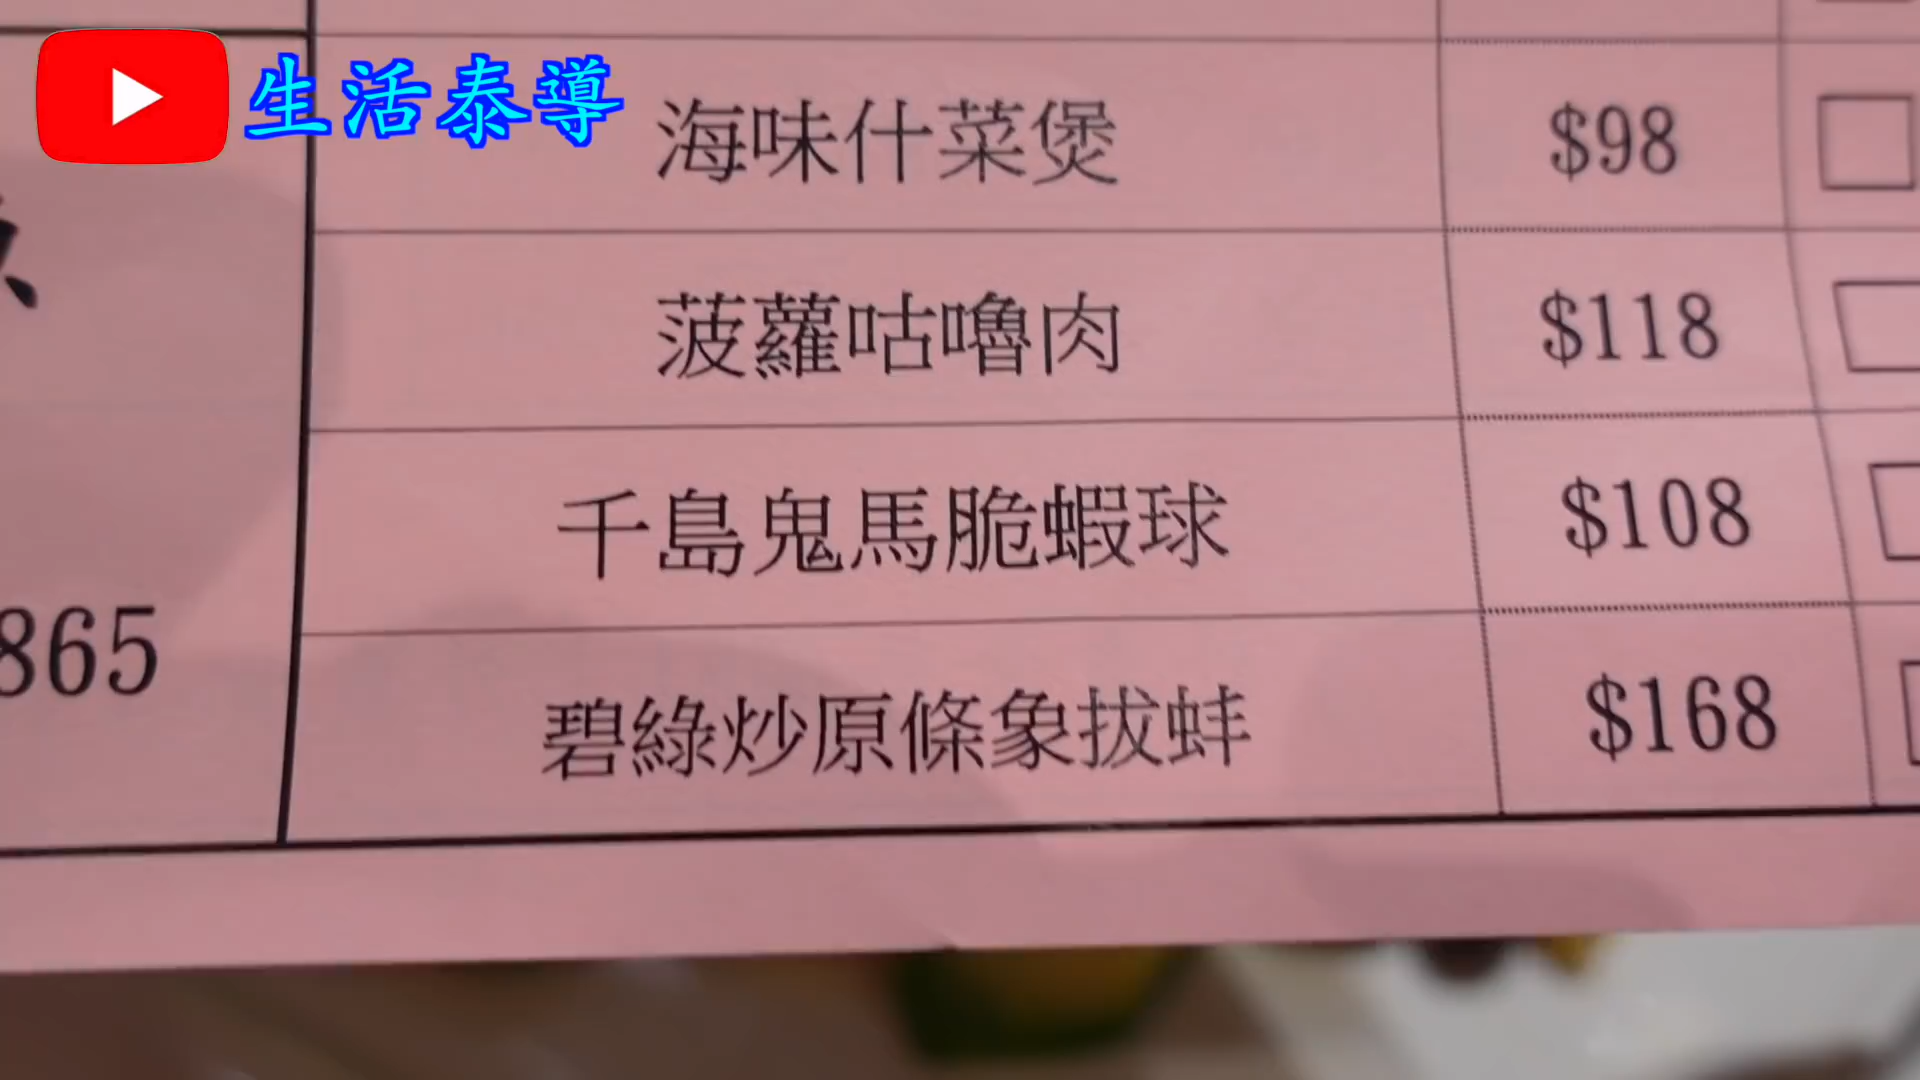 生活泰導
海味什菜煲 $98
菠蘿咕嚕肉 $118
千島鬼馬脆蝦球 $108
865
碧綠炒原條象拔蚌 $168